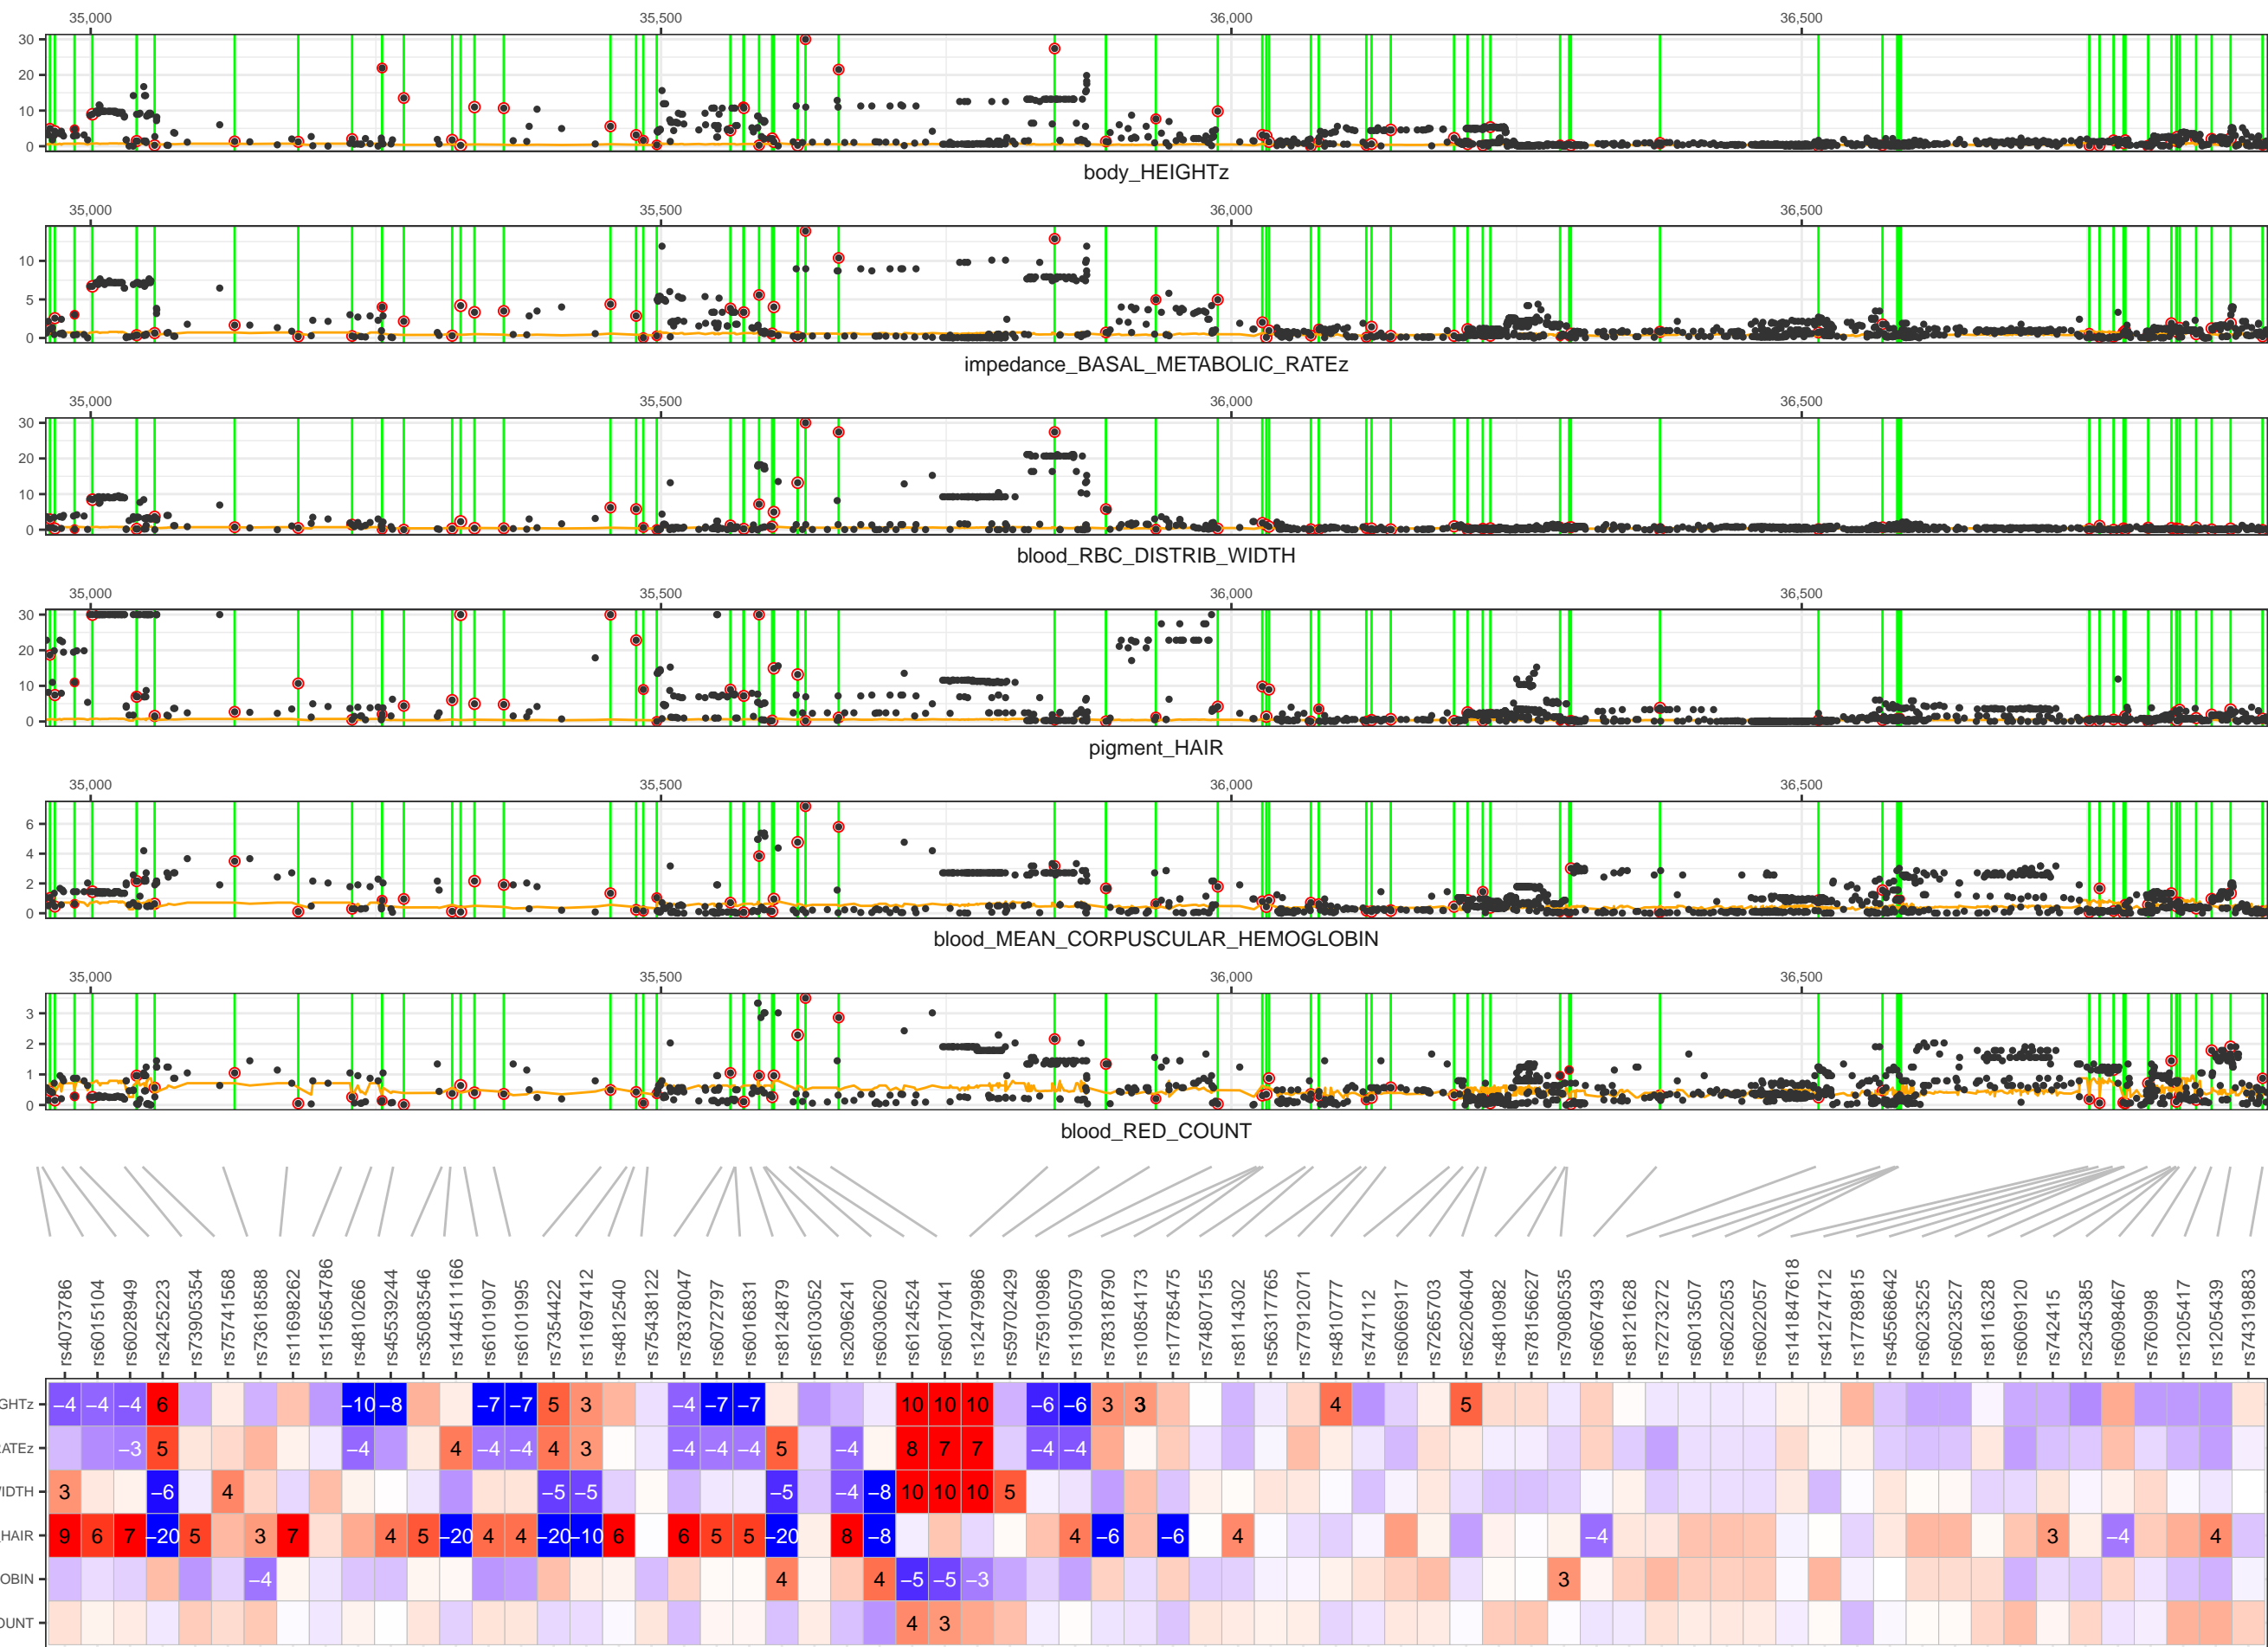 35,000 35,500 36,000 36,500
30
20
10
0
body_HEIGHTz
35,000 35,500 36,000 36,500
10
5
0
impedance_BASAL_METABOLIC_RATEz
35,000 35,500 36,000 36,500
30
20
10
0
blood_RBC_DISTRIB_WIDTH
35,000 35,500 36,000 36,500
30
20
10
0
pigment_HAIR
35,000 35,500 36,000 36,500
6
4
2
0
blood_MEAN_CORPUSCULAR_HEMOGLOBIN
35,000 35,500 36,000 36,500
3
2
1
0
blood_RED_COUNT
rs4073786
rs6015104
rs6028949
rs2425223
rs73905354
rs75741568
rs73618588
rs11698262
rs11654786
rs4810266
rs45539244
rs35083546
rs144511166
rs6101907
rs6101995
rs7354422
rs11697412
rs4812540
rs75438122
rs78378047
rs6072797
rs6016831
rs8124879
rs6103052
rs2096241
rs6030620
rs6124524
rs6017041
rs12479986
rs59702429
rs75910986
rs11905079
rs78318790
rs10854173
rs17785475
rs74807155
rs8114302
rs56317765
rs77912071
rs4810777
rs747112
rs6066917
rs7265703
rs62206404
rs4810982
rs78156627
rs79080535
rs6067493
rs8121628
rs7273272
rs6013507
rs6022053
rs6022057
rs141847618
rs41274712
rs17789815
rs45568642
rs6023525
rs6023527
rs8116328
rs6069120
rs742415
rs2345385
rs6098467
rs760998
rs1205417
rs1205439
rs74319883
GHTz −4 −4 −4 6 −10 −8 −7 −7 5 3 −4 −7 −7 10 10 10 −6 −6 3 3 4 5
ATEz −3 5 −4 4 −4 −4 4 3 −4 −4 −4 5 −4 8 7 7 −4 −4
IDTH 3 −6 4 −5 −5 −5 −4 −8 10 10 10 5
HAIR 9 6 7 −20 5 3 7 4 5 −20 4 4 −20 −10 6 6 5 5 −20 8 −8 4 −6 −6 4 −4 3 −4 4
OBIN −4 4 4 −5 −5 −3 3
OUNT 4 3